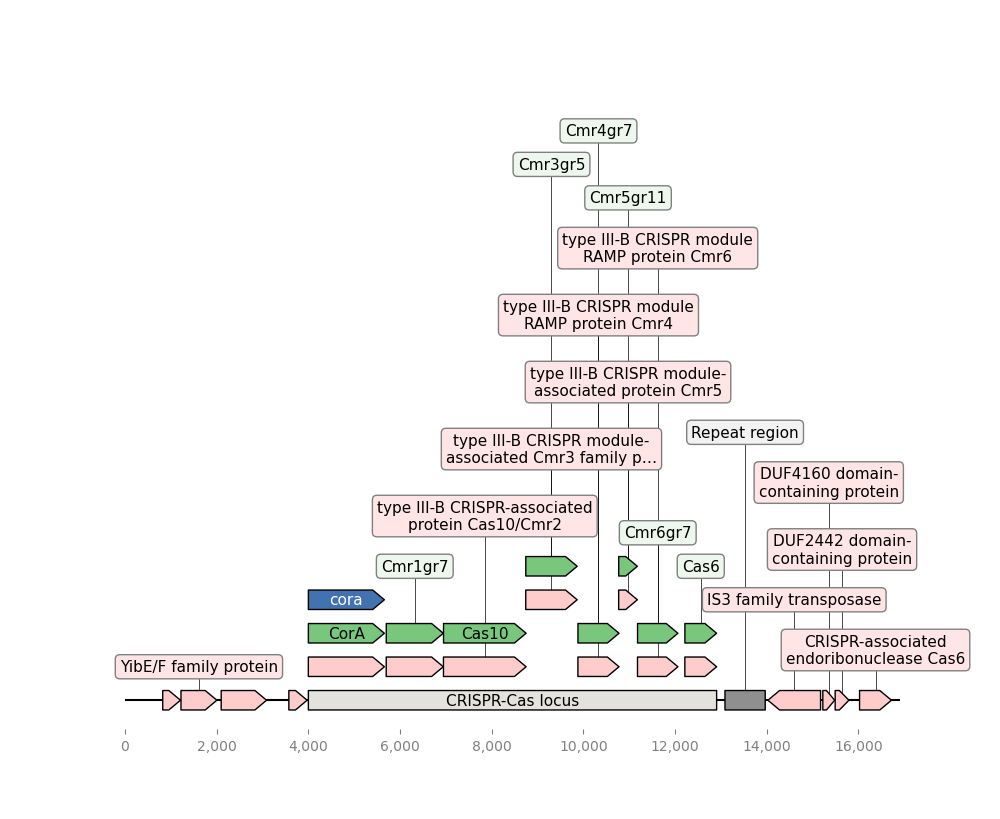 Cmr4gr7
Cmr3gr5
Cmr5gr11
type III-B CRISPR module
RAMP protein Cmr6
type III-B CRISPR module
RAMP protein Cmr4
type III-B CRISPR module-
associated protein Cmr5
Repeat region
type III-B CRISPR module-
associated Cmr3 family p…
DUF4160 domain-
containing protein
type III-B CRISPR-associated
protein Cas10/Cmr2
Cmr6gr7
DUF2442 domain-
containing protein
Cmr1gr7
Cas6
cora
IS3 family transposase
CorA
Cas10
CRISPR-associated
endoribonuclease Cas6
YibE/F family protein
CRISPR-Cas locus
0
2,000
4,000
6,000
8,000
10,000
12,000
14,000
16,000